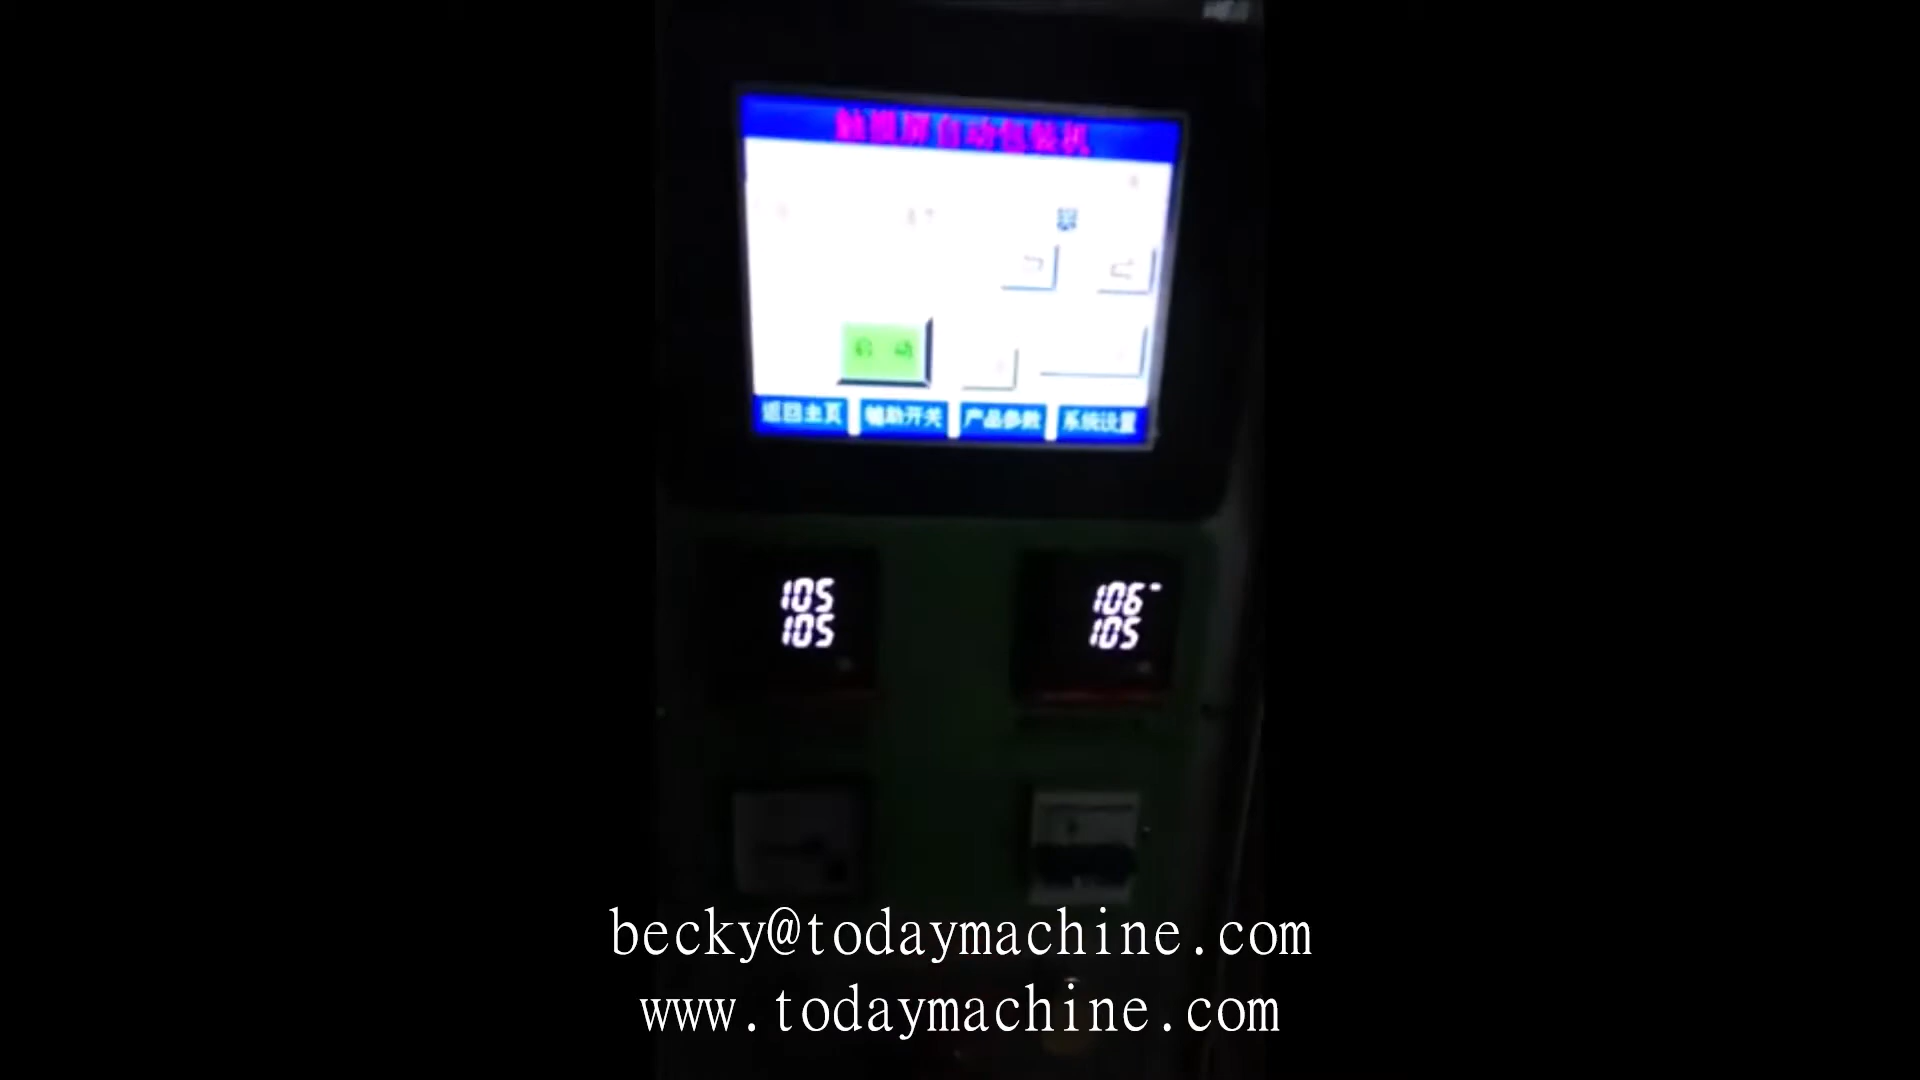 触摸屏自动包装机
启 动
返回主页 辅助开关 产品参数 系统设置
105 106
105 105
becky@todaymachine.com
www.todaymachine.com